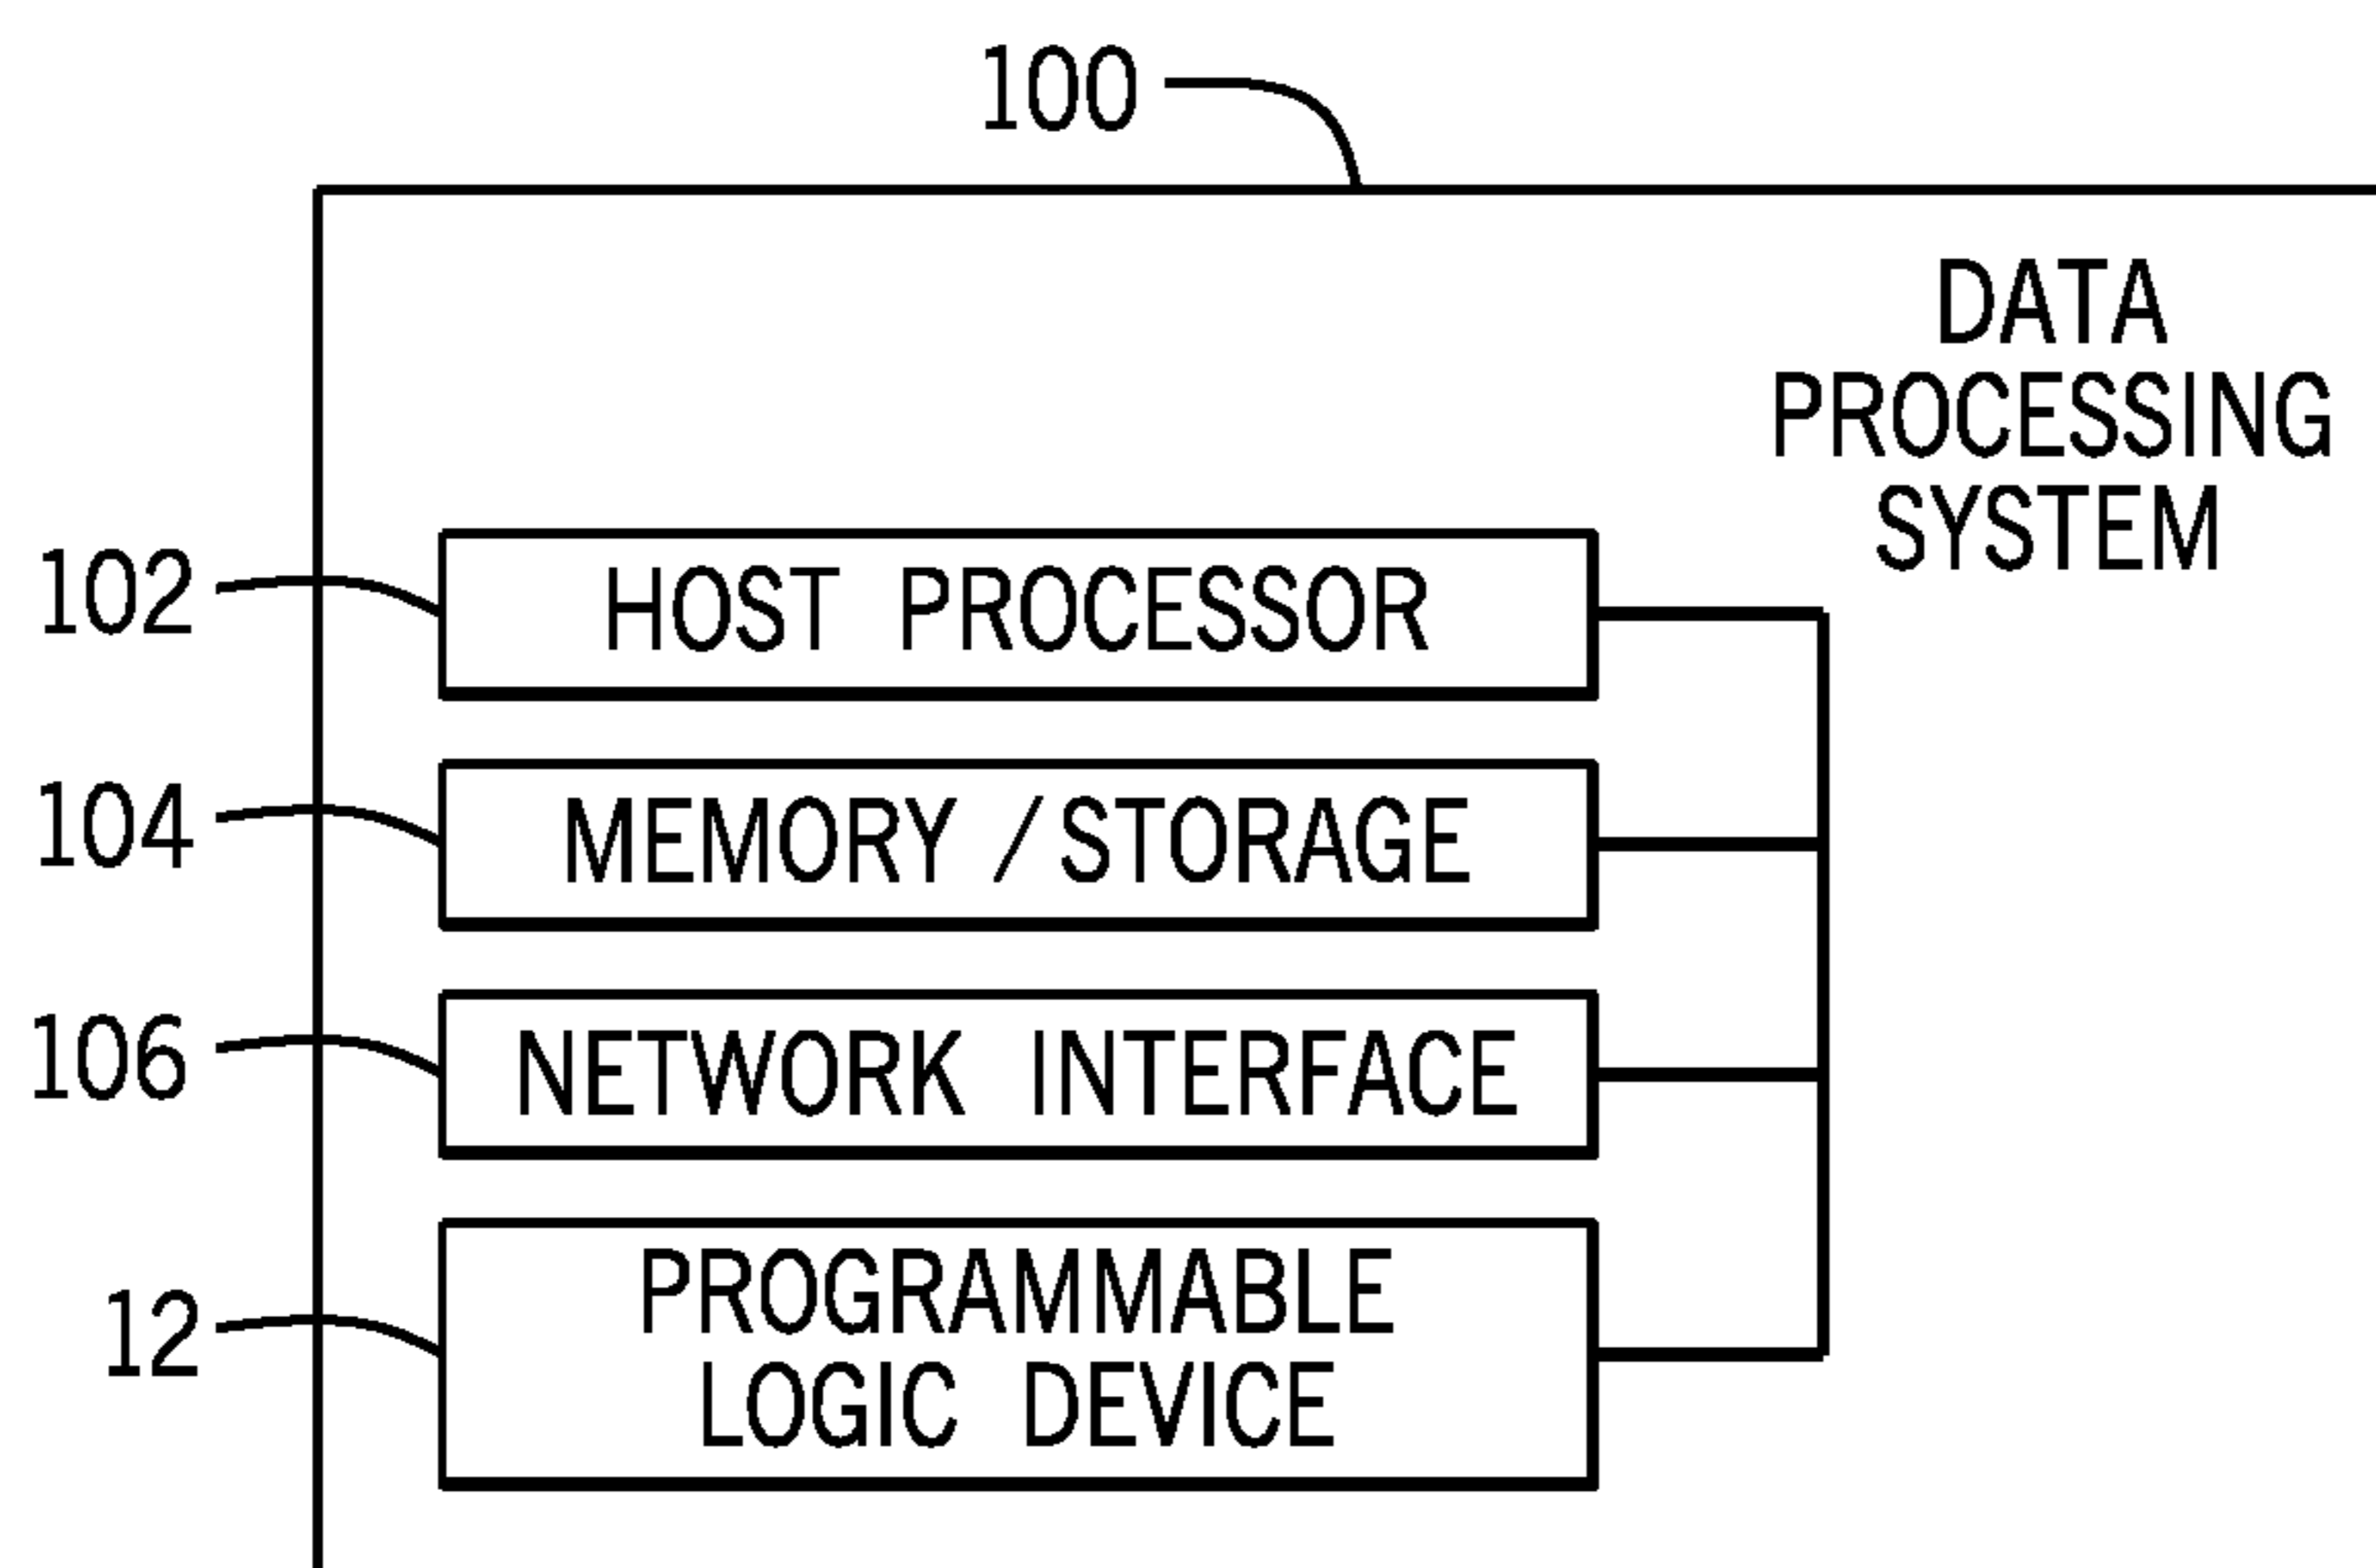 100
DATA
PROCESSING
SYSTEM
102
HOST PROCESSOR
104
MEMORY / STORAGE
106
NETWORK INTERFACE
12
PROGRAMMABLE
LOGIC DEVICE